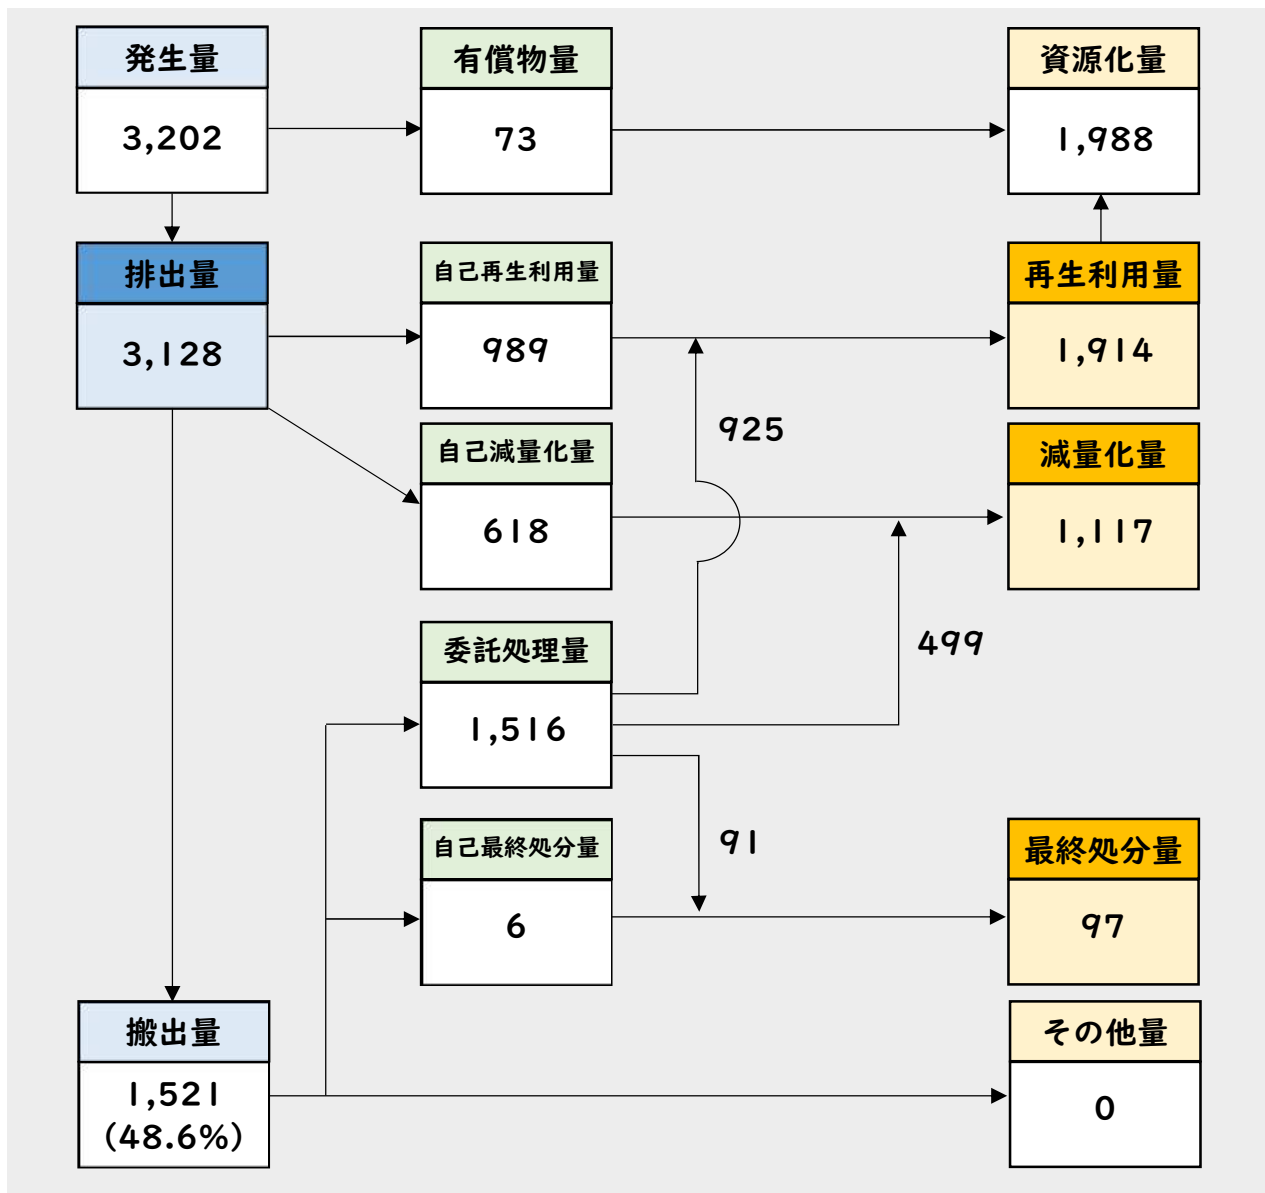 発生量
3,202
有償物量
73
資源化量
1,988
排出量
3,128
自己再生利用量
989
再生利用量
1,914
925
自己減量化量
618
減量化量
1,117
委託処理量
1,516
499
自己最終処分量
6
91
最終処分量
97
搬出量
1,521
(48.6%)
その他量
0